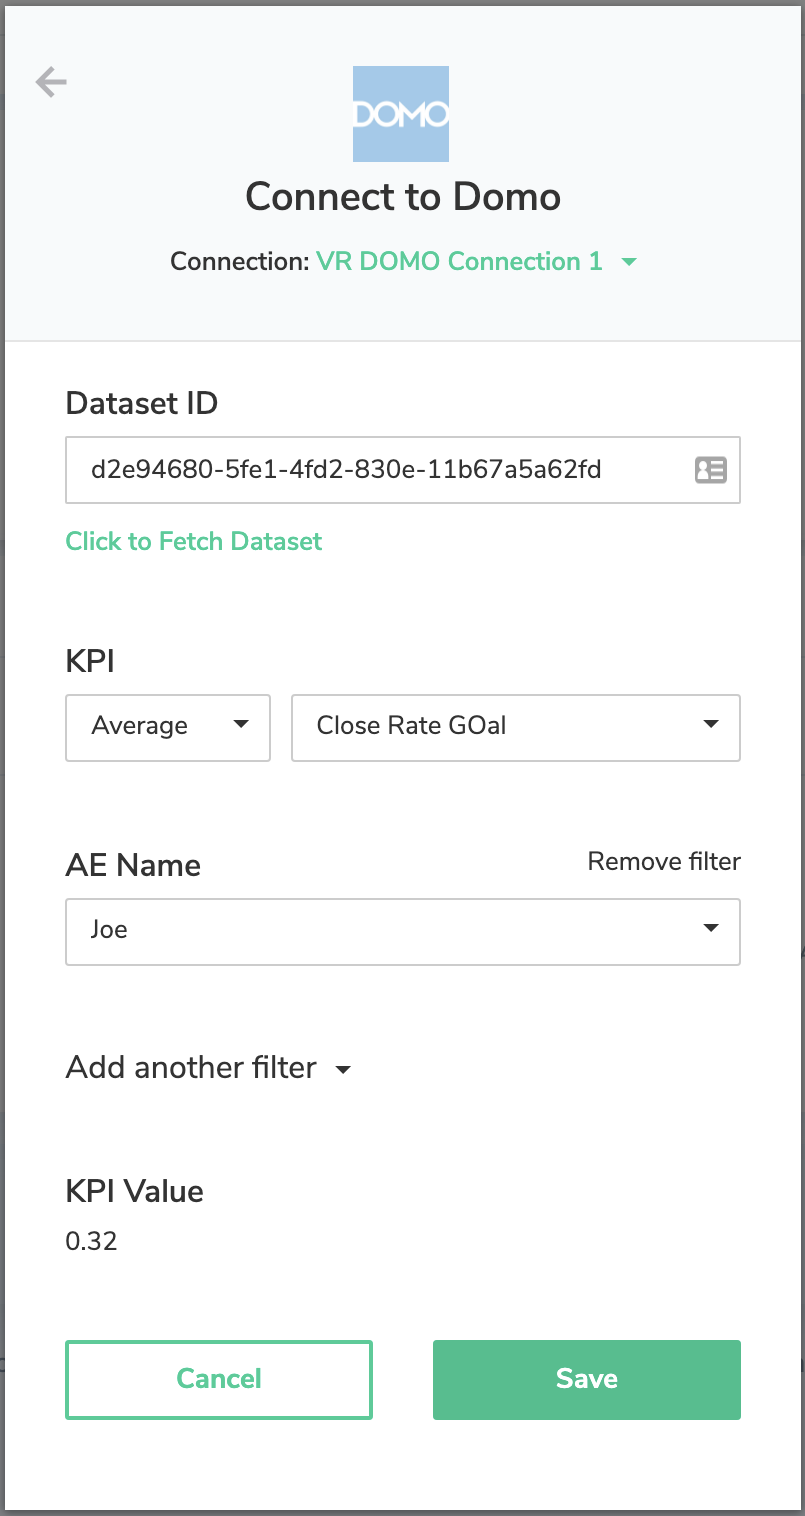 DOMO
Connect to Domo
Connection: VR DOMO Connection 1
Dataset ID
d2e94680-5fe1-4fd2-830e-11b67a5a62fd
Click to Fetch Dataset
KPI
Average Close Rate GOal
AE Name Remove filter
Joe
Add another filter
KPI Value
0.32
Cancel Save